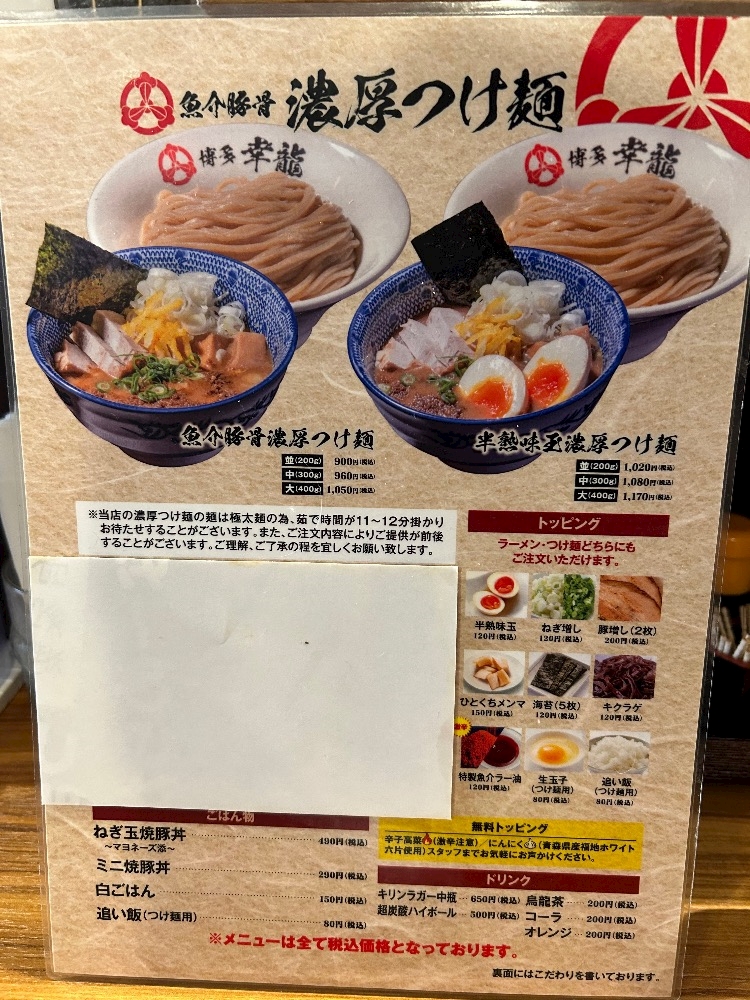 魚介豚骨 濃厚つけ麺
博多 幸龍
博多 幸龍
魚介豚骨濃厚つけ麺
並(200g) 900円(税込)
中(300g) 960円(税込)
大(400g) 1,050円(税込)
半熟味玉濃厚つけ麺
並(200g) 1,020円(税込)
中(300g) 1,080円(税込)
大(400g) 1,170円(税込)
※当店の濃厚つけ麺の麺は極太麺の為、茹で時間が11〜12分掛かり
お待たせすることがございます。また、ご注文内容によりご提供が前後
することがございます。ご理解、ご了承の程を宜しくお願い致します。
トッピング
ラーメン・つけ麺どちらにも
ご注文いただけます。
半熟味玉
120円(税込)
ねぎ増し
120円(税込)
豚増し(2枚)
200円(税込)
ひとくちメンマ
150円(税込)
海苔(5枚)
120円(税込)
キクラゲ
120円(税込)
激辛
特製魚介ラー油
120円(税込)
生玉子
(つけ麺用)
80円(税込)
追い飯
(つけ麺用)
80円(税込)
ごはん物
ねぎ玉焼豚丼 490円(税込)
〜マヨネーズ添〜
ミニ焼豚丼 290円(税込)
白ごはん 150円(税込)
追い飯(つけ麺用) 80円(税込)
無料トッピング
辛子高菜(激辛注意)/にんにく(青森県産福地ホワイト
六片使用)スタッフまでお気軽にお声かけください。
ドリンク
キリンラガー中瓶 650円(税込)
超炭酸ハイボール 500円(税込)
烏龍茶 200円(税込)
コーラ 200円(税込)
オレンジ 200円(税込)
※メニューは全て税込価格となっております。
裏面にはこだわりを書いております。